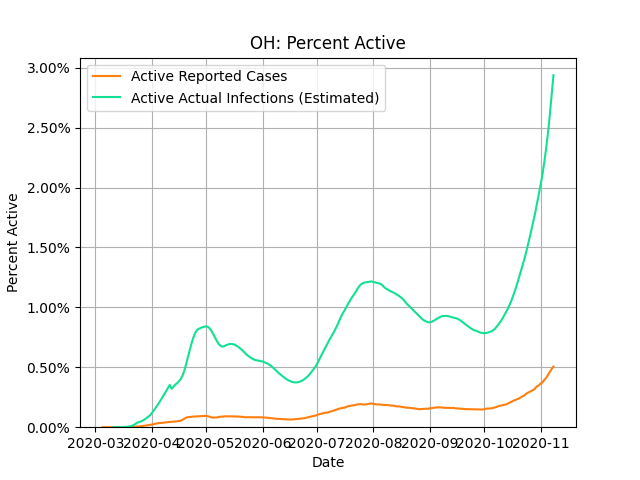 OH: Percent Active
Active Reported Cases
Active Actual Infections (Estimated)
Percent Active
3.00%
2.50%
2.00%
1.50%
1.00%
0.50%
0.00%
2020-03 2020-04 2020-05 2020-06 2020-07 2020-08 2020-09 2020-10 2020-11
Date